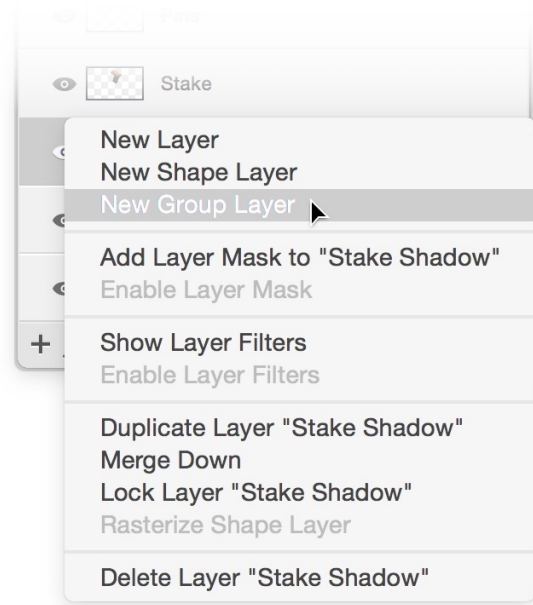 Pins
Stake
New Layer
New Shape Layer
New Group Layer
Add Layer Mask to "Stake Shadow"
Enable Layer Mask
Show Layer Filters
Enable Layer Filters
Duplicate Layer "Stake Shadow"
Merge Down
Lock Layer "Stake Shadow"
Rasterize Shape Layer
Delete Layer "Stake Shadow"